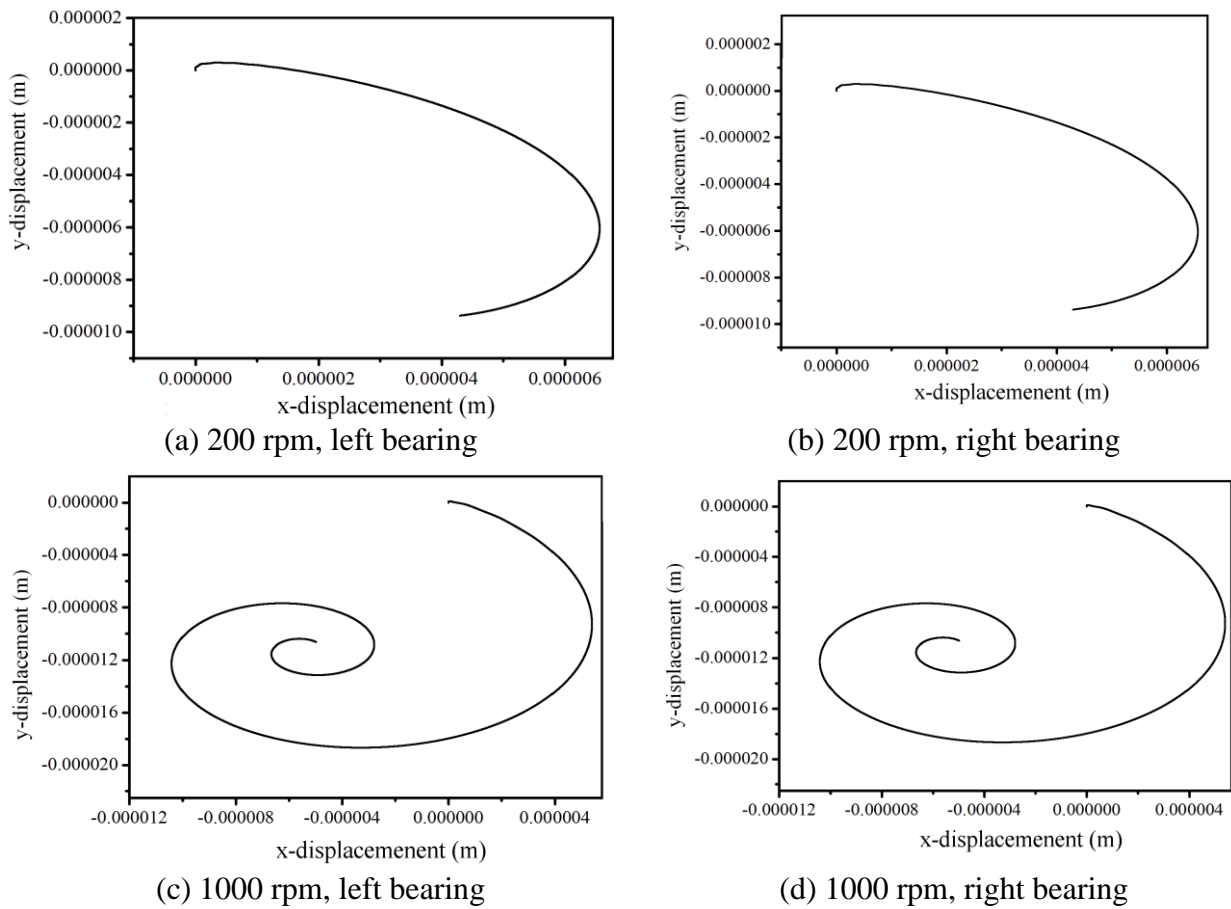 0.000002
0.000000
-0.000002
-0.000004
-0.000006
-0.000008
-0.000010
y-displacement (m)
0.000000 0.000002 0.000004 0.000006
x-displacemenent (m)
(a) 200 rpm, left bearing
0.000002
0.000000
-0.000002
-0.000004
-0.000006
-0.000008
-0.000010
y-displacement (m)
0.000000 0.000002 0.000004 0.000006
x-displacemenent (m)
(b) 200 rpm, right bearing
0.000000
-0.000004
-0.000008
-0.000012
-0.000016
-0.000020
y-displacement (m)
-0.000012 -0.000008 -0.000004 0.000000 0.000004
x-displacemenent (m)
(c) 1000 rpm, left bearing
0.000000
-0.000004
-0.000008
-0.000012
-0.000016
-0.000020
y-displacement (m)
-0.000012 -0.000008 -0.000004 0.000000 0.000004
x-displacemenent (m)
(d) 1000 rpm, right bearing